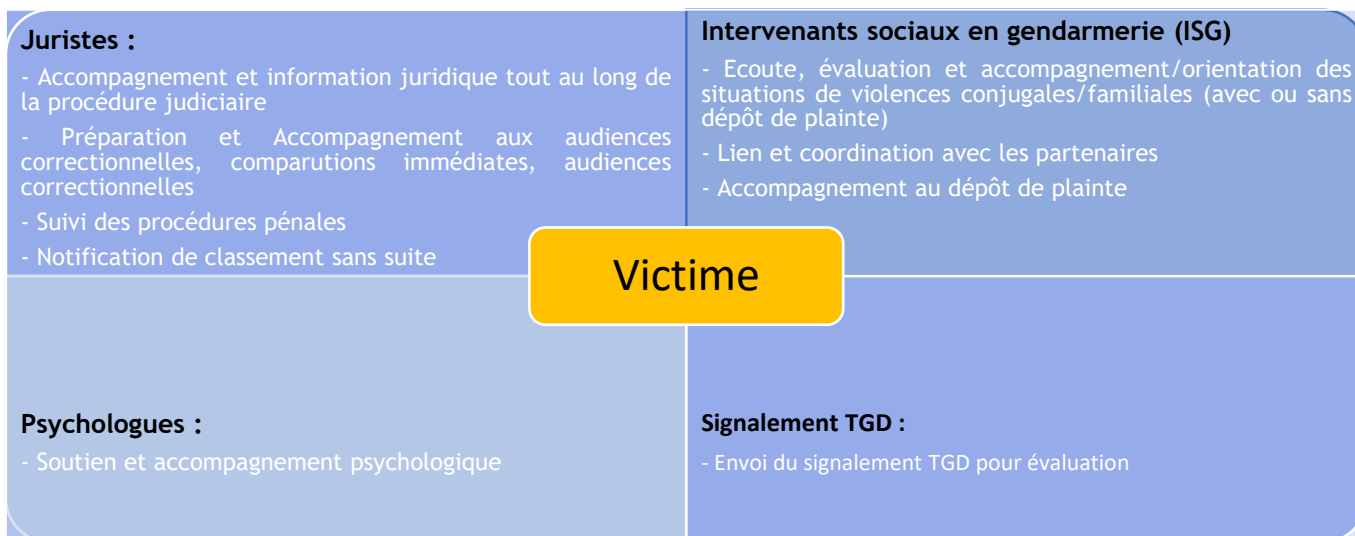 Juristes :
- Accompagnement et information juridique tout au long de
la procédure judiciaire
- Préparation et Accompagnement aux audiences
correctionnelles, comparutions immédiates, audiences
correctionnelles
- Suivi des procédures pénales
- Notification de classement sans suite
Intervenants sociaux en gendarmerie (ISG)
- Ecoute, évaluation et accompagnement/orientation des
situations de violences conjugales/familiales (avec ou sans
dépôt de plainte)
- Lien et coordination avec les partenaires
- Accompagnement au dépôt de plainte
Victime
Psychologues :
- Soutien et accompagnement psychologique
Signalement TGD :
- Envoi du signalement TGD pour évaluation